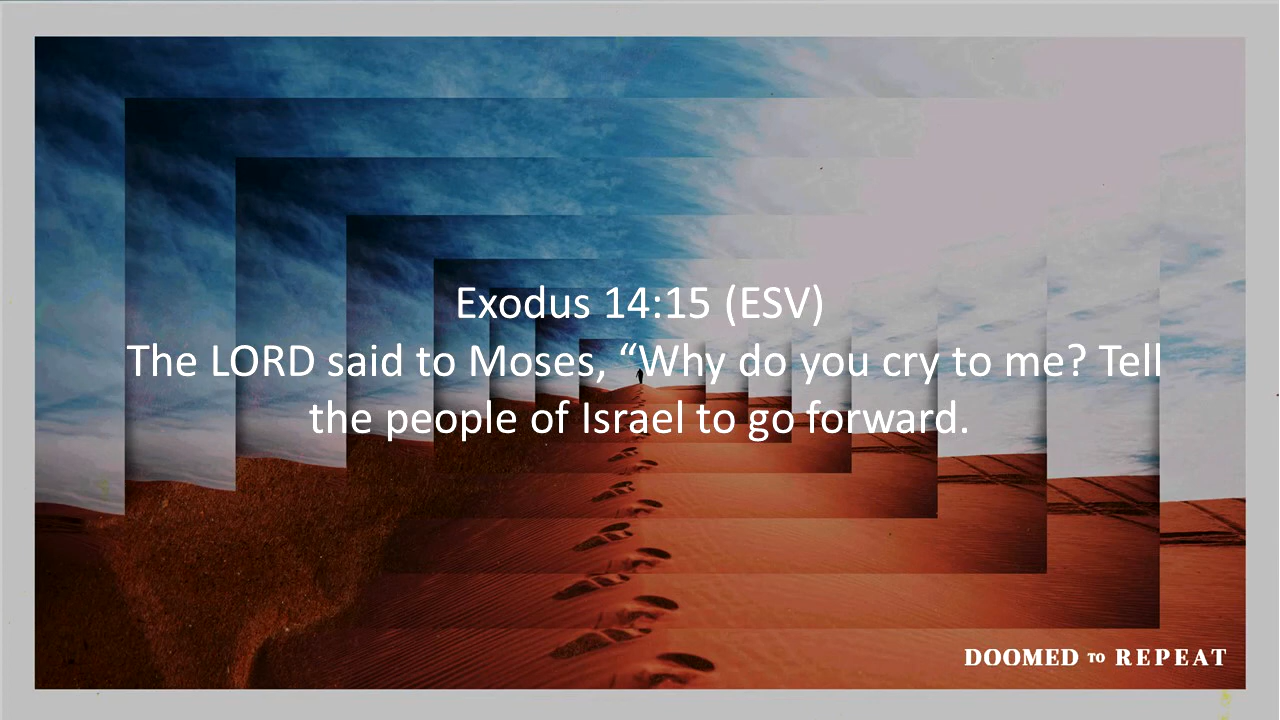 Exodus 14:15 (ESV)
The LORD said to Moses, “Why do you cry to me? Tell
the people of Israel to go forward.
DOOMED TO REPEAT